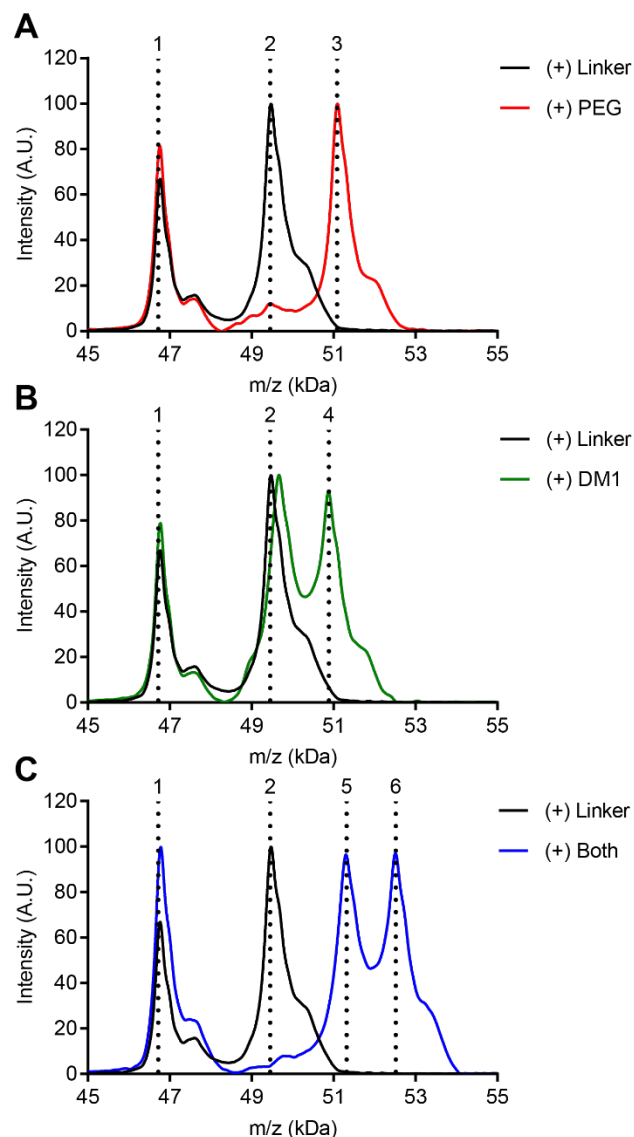 A
1 2 3
120
100
80
60
40
20
0
Intensity (A.U.)
45 47 49 51 53 55
m/z (kDa)
(+) Linker
(+) PEG
B
1 2 4
120
100
80
60
40
20
0
Intensity (A.U.)
45 47 49 51 53 55
m/z (kDa)
(+) Linker
(+) DM1
C
1 2 5 6
120
100
80
60
40
20
0
Intensity (A.U.)
45 47 49 51 53 55
m/z (kDa)
(+) Linker
(+) Both